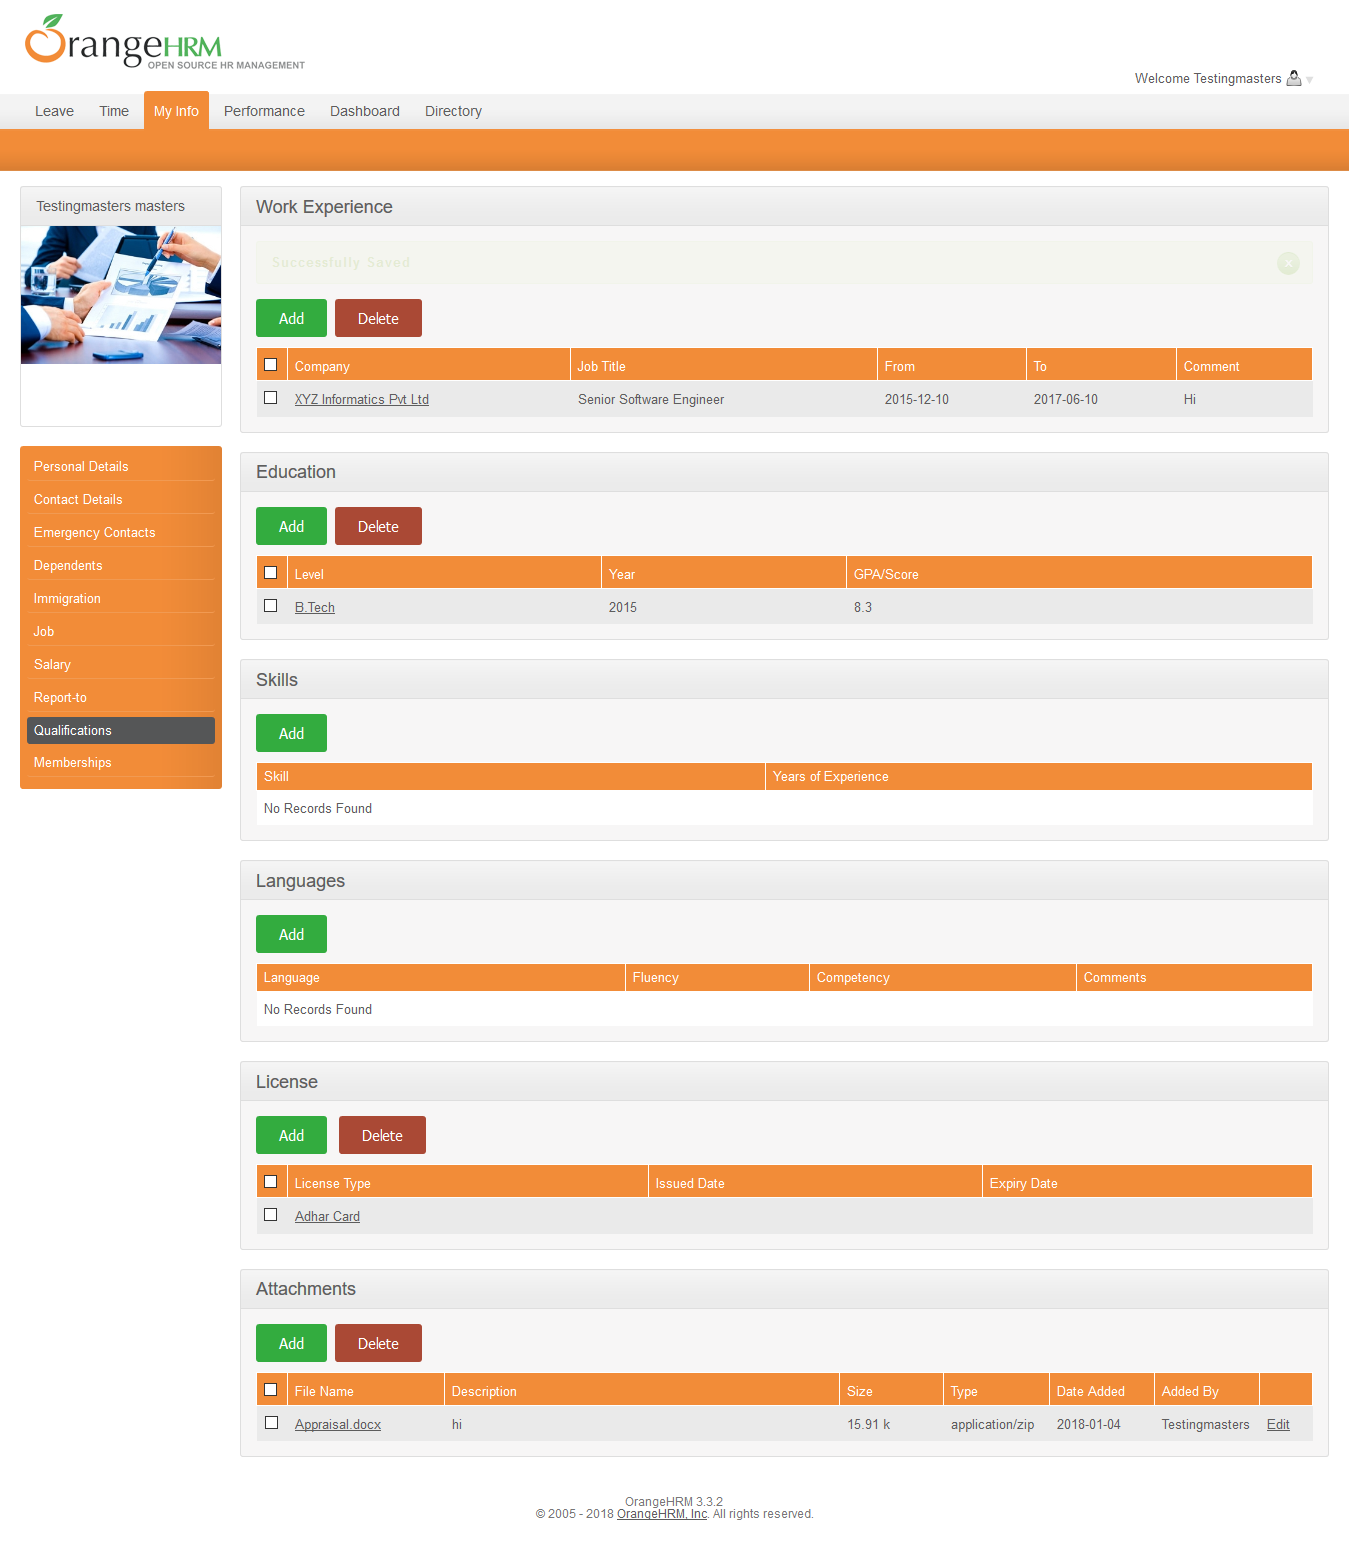 OrangeHRM
OPEN SOURCE HR MANAGEMENT
Welcome Testingmasters
Leave Time My Info Performance Dashboard Directory
Testingmasters masters
Personal Details
Contact Details
Emergency Contacts
Dependents
Immigration
Job
Salary
Report-to
Qualifications
Memberships
Work Experience
Successfully Saved
Add Delete
Company Job Title From To Comment
XYZ Informatics Pvt Ltd Senior Software Engineer 2015-12-10 2017-06-10 Hi
Education
Add Delete
Level Year GPA/Score
B.Tech 2015 8.3
Skills
Add
Skill Years of Experience
No Records Found
Languages
Add
Language Fluency Competency Comments
No Records Found
License
Add Delete
License Type Issued Date Expiry Date
Adhar Card
Attachments
Add Delete
File Name Description Size Type Date Added Added By
Appraisal.docx hi 15.91 k application/zip 2018-01-04 Testingmasters Edit
OrangeHRM 3.3.2
© 2005 - 2018 OrangeHRM, Inc. All rights reserved.